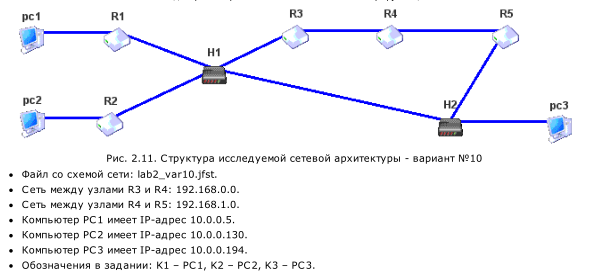 pc1
R1
R3
R4
R5
H1
pc2
R2
H2
pc3
Рис. 2.11. Структура исследуемой сетевой архитектуры - вариант №10
• Файл со схемой сети: lab2_var10.jfst.
• Сеть между узлами R3 и R4: 192.168.0.0.
• Сеть между узлами R4 и R5: 192.168.1.0.
• Компьютер PC1 имеет IP-адрес 10.0.0.5.
• Компьютер PC2 имеет IP-адрес 10.0.0.130.
• Компьютер PC3 имеет IP-адрес 10.0.0.194.
• Обозначения в задании: K1 – PC1, K2 – PC2, K3 – PC3.